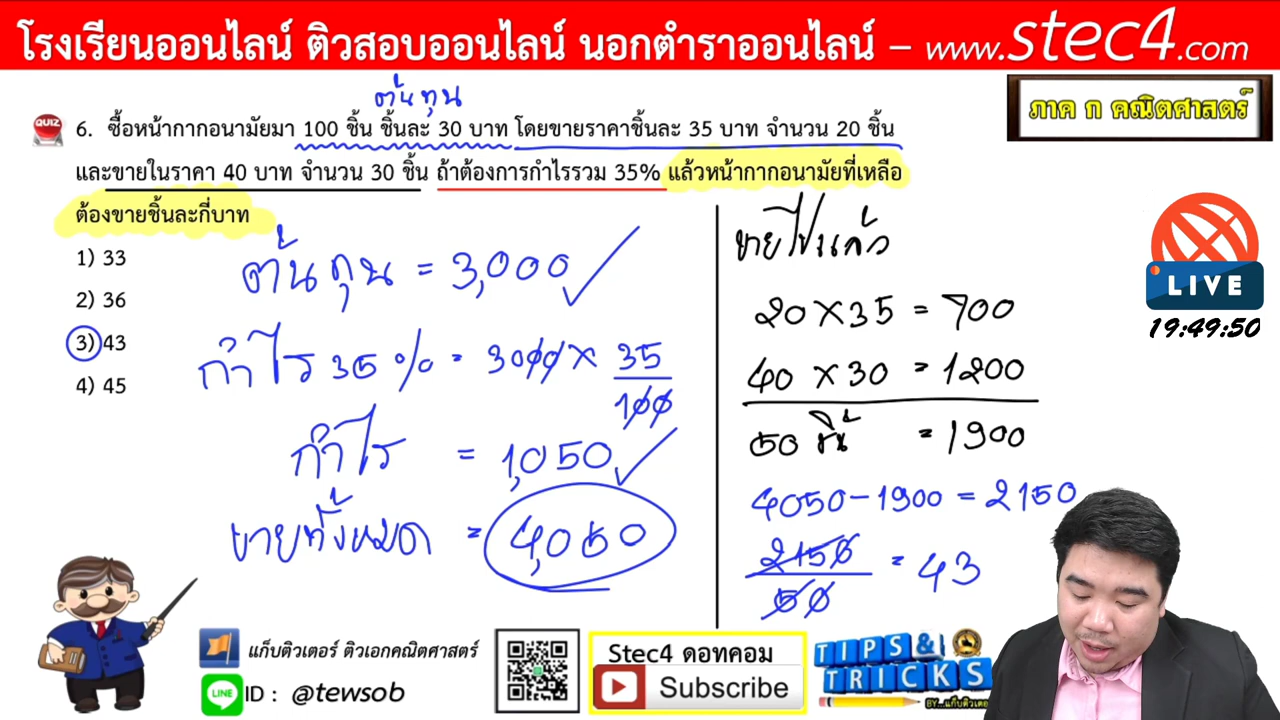 โรงเรียนออนไลน์ ติวสอบออนไลน์ นอกตำราออนไลน์ – www.stec4.com
ภาค ก คณิตศาสตร์
ต้นทุน
QUIZ
6. ซื้อหน้ากากอนามัยมา 100 ชิ้น ชิ้นละ 30 บาท โดยขายราคาชิ้นละ 35 บาท จำนวน 20 ชิ้น
และขายในราคา 40 บาท จำนวน 30 ชิ้น ถ้าต้องการกำไรรวม 35% แล้วหน้ากากอนามัยที่เหลือ
ต้องขายชิ้นละกี่บาท
1) 33
2) 36
3) 43
4) 45
ต้นทุน = 3,000
กำไร 35 % = 3000 × 35/100
กำไร = 1,050
ขายทั้งหมด = 4,050
ขายไปแล้ว
20 × 35 = 700
40 × 30 = 1200
50 ชิ้น = 1900
4050 – 1900 = 2150
2150/50 = 43
LIVE
19:49:50
แก็บติวเตอร์ ติวเอกคณิตศาสตร์
LINE ID : @tewsob
Stec4 ดอทคอม
Subscribe
TIPS &
TRICKS
BY...แก็บติวเตอ